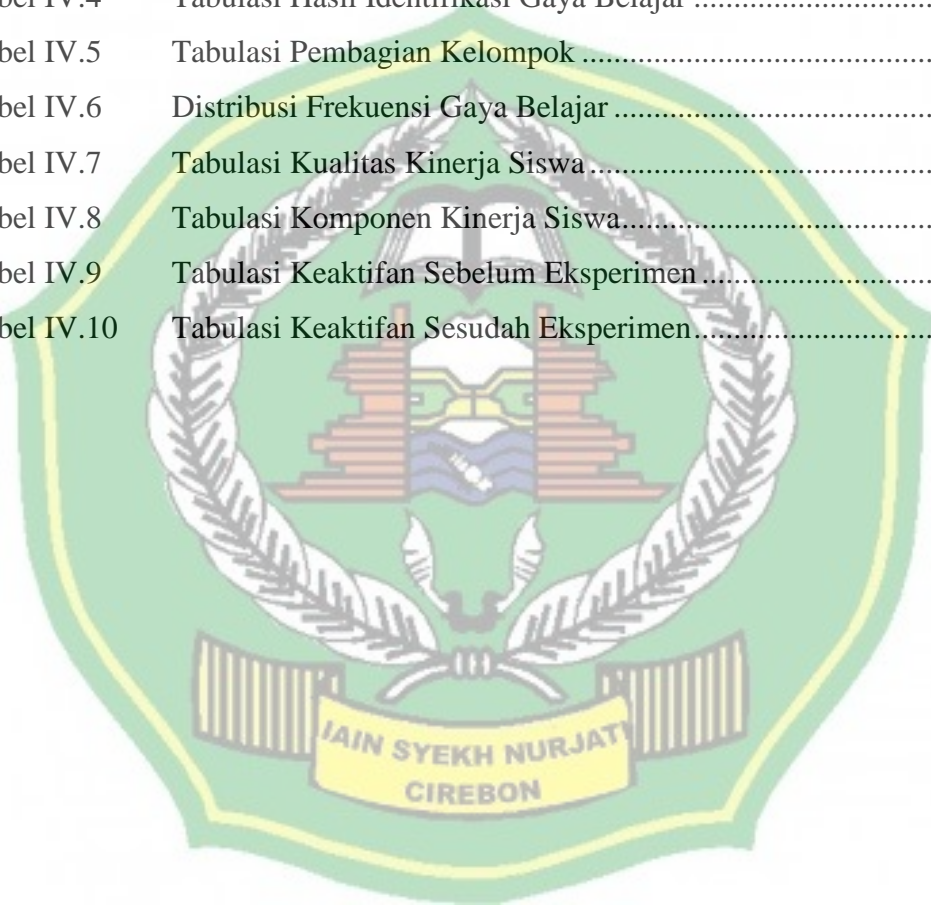 bel IV.4 Tabulasi Hasil Identifikasi Gaya Belajar ..............................
bel IV.5 Tabulasi Pembagian Kelompok ............................................
bel IV.6 Distribusi Frekuensi Gaya Belajar ........................................
bel IV.7 Tabulasi Kualitas Kinerja Siswa ...........................................
bel IV.8 Tabulasi Komponen Kinerja Siswa.......................................
bel IV.9 Tabulasi Keaktifan Sebelum Eksperimen .............................
bel IV.10 Tabulasi Keaktifan Sesudah Eksperimen..............................
IAIN SYEKH NURJATI
CIREBON